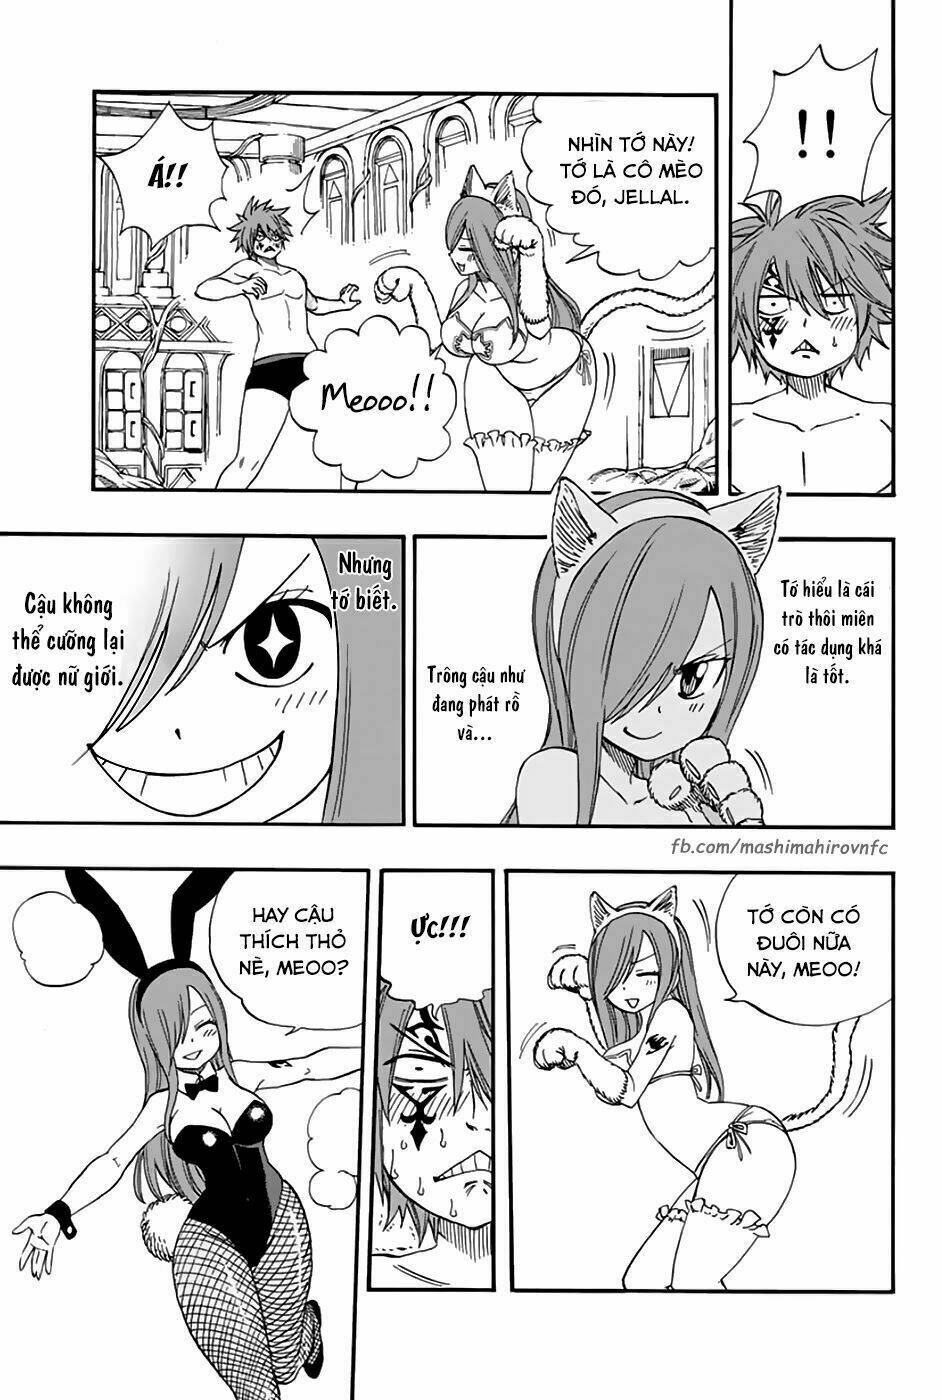 !!
NHÌN TỚ NÀY!
TỚ LÀ CÔ MÈO
ĐÓ, JELLAL.
Á!!
Meooo!!
Tớ hiểu là cái
trò thôi miên
có tác dụng khá
là tốt.
Trông cậu như
đang phát rồ
và...
Nhưng
tớ biết.
Cậu không
thể cưỡng lại
được nữ giới.
fb.com/mashimahirovnfc
TỚ CÒN CÓ
ĐUÔI NỮA
NÀY, MEOO!
ỰC!!!
HAY CẬU
THÍCH THỎ
NÈ, MEOO?